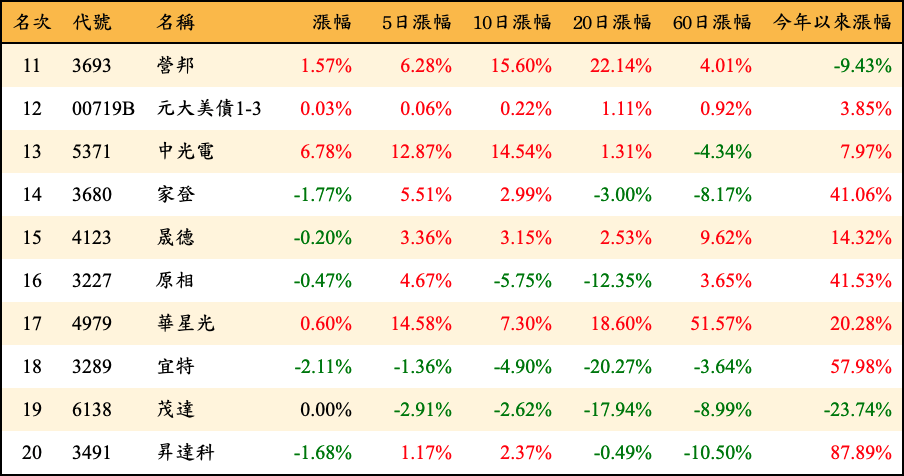 名次 代號 名稱 漲幅 5日漲幅 10日漲幅 20日漲幅 60日漲幅 今年以來漲幅
11 3693 營邦 1.57% 6.28% 15.60% 22.14% 4.01% -9.43%
12 00719B 元大美債1-3 0.03% 0.06% 0.22% 1.11% 0.92% 3.85%
13 5371 中光電 6.78% 12.87% 14.54% 1.31% -4.34% 7.97%
14 3680 家登 -1.77% 5.51% 2.99% -3.00% -8.17% 41.06%
15 4123 晟德 -0.20% 3.36% 3.15% 2.53% 9.62% 14.32%
16 3227 原相 -0.47% 4.67% -5.75% -12.35% 3.65% 41.53%
17 4979 華星光 0.60% 14.58% 7.30% 18.60% 51.57% 20.28%
18 3289 宜特 -2.11% -1.36% -4.90% -20.27% -3.64% 57.98%
19 6138 茂達 0.00% -2.91% -2.62% -17.94% -8.99% -23.74%
20 3491 昇達科 -1.68% 1.17% 2.37% -0.49% -10.50% 87.89%